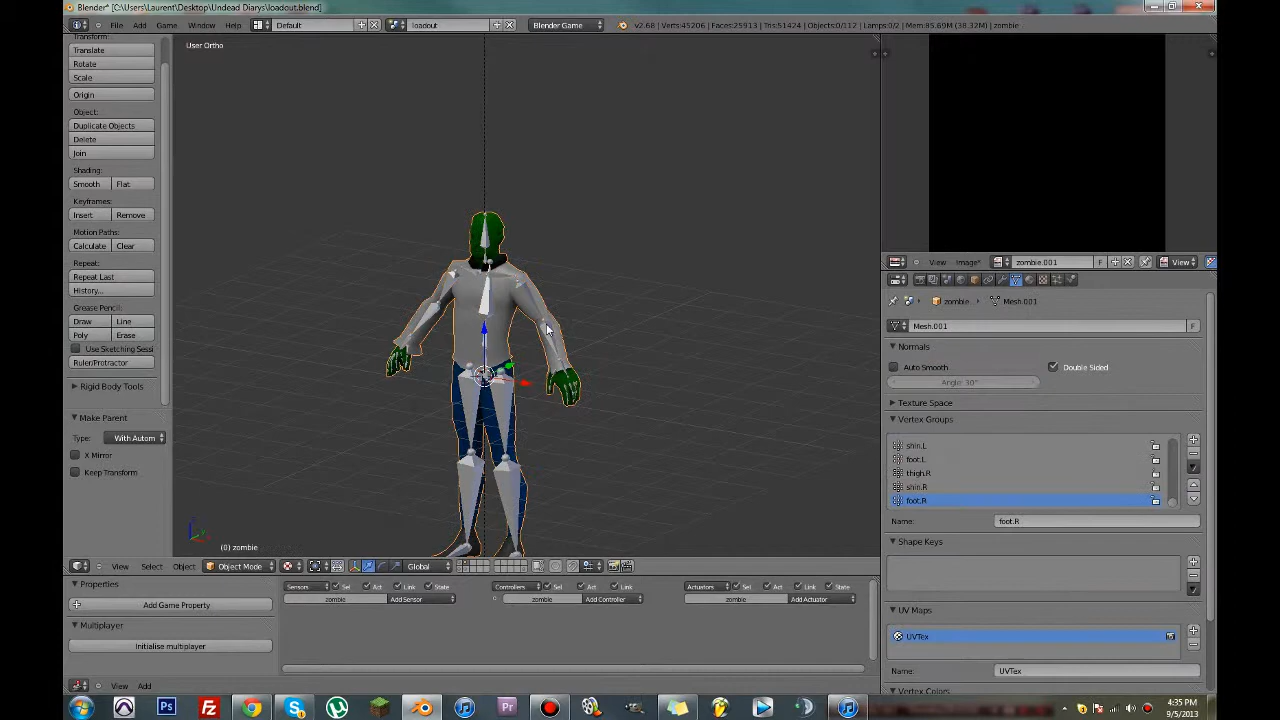 Blender* [C:\Users\Laurent\Desktop\Undead Diarys\loadout.blend]
File Add Game Window Help Default loadout Blender Game v2.68 | Verts:45206 | Faces:25913 | Tris:51424 | Objects:0/112 | Lamps:0/2 | Mem:85.69M (38.32M) | zombie
Transform:
Translate
Rotate
Scale
Origin
Object:
Duplicate Objects
Delete
Join
Shading:
Smooth Flat
Keyframes:
Insert Remove
Motion Paths:
Calculate Clear
Repeat:
Repeat Last
History...
Grease Pencil:
Draw Line
Poly Erase
Use Sketching Sessi
Ruler/Protractor
Rigid Body Tools
Make Parent
Type: With Autom
X Mirror
Keep Transform
User Ortho
(0) zombie
View Select Object Object Mode Global
Properties
Add Game Property
Multiplayer
Initialise multiplayer
View Add
Sensors Sel Act Link State
zombie Add Sensor
Controllers Sel Act Link
zombie Add Controller
Actuators Sel Act Link State
zombie Add Actuator
View Image* zombie.001 F View
zombie Mesh.001
Mesh.001 F
Normals
Auto Smooth Double Sided
Angle: 30°
Texture Space
Vertex Groups
shin.L
foot.L
thigh.R
shin.R
foot.R
Name: foot.R
Shape Keys
UV Maps
UVTex
Name: UVTex
Vertex Colors
4:35 PM
9/5/2013